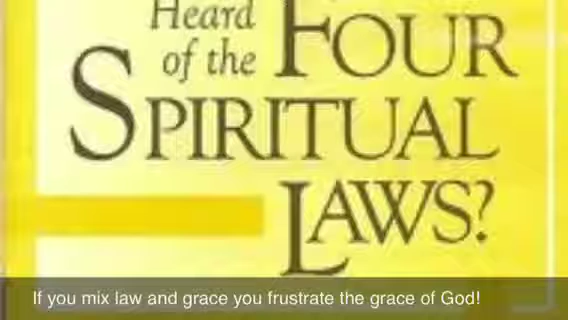 Heard
of the FOUR
SPIRITUAL
LAWS?
If you mix law and grace you frustrate the grace of God!